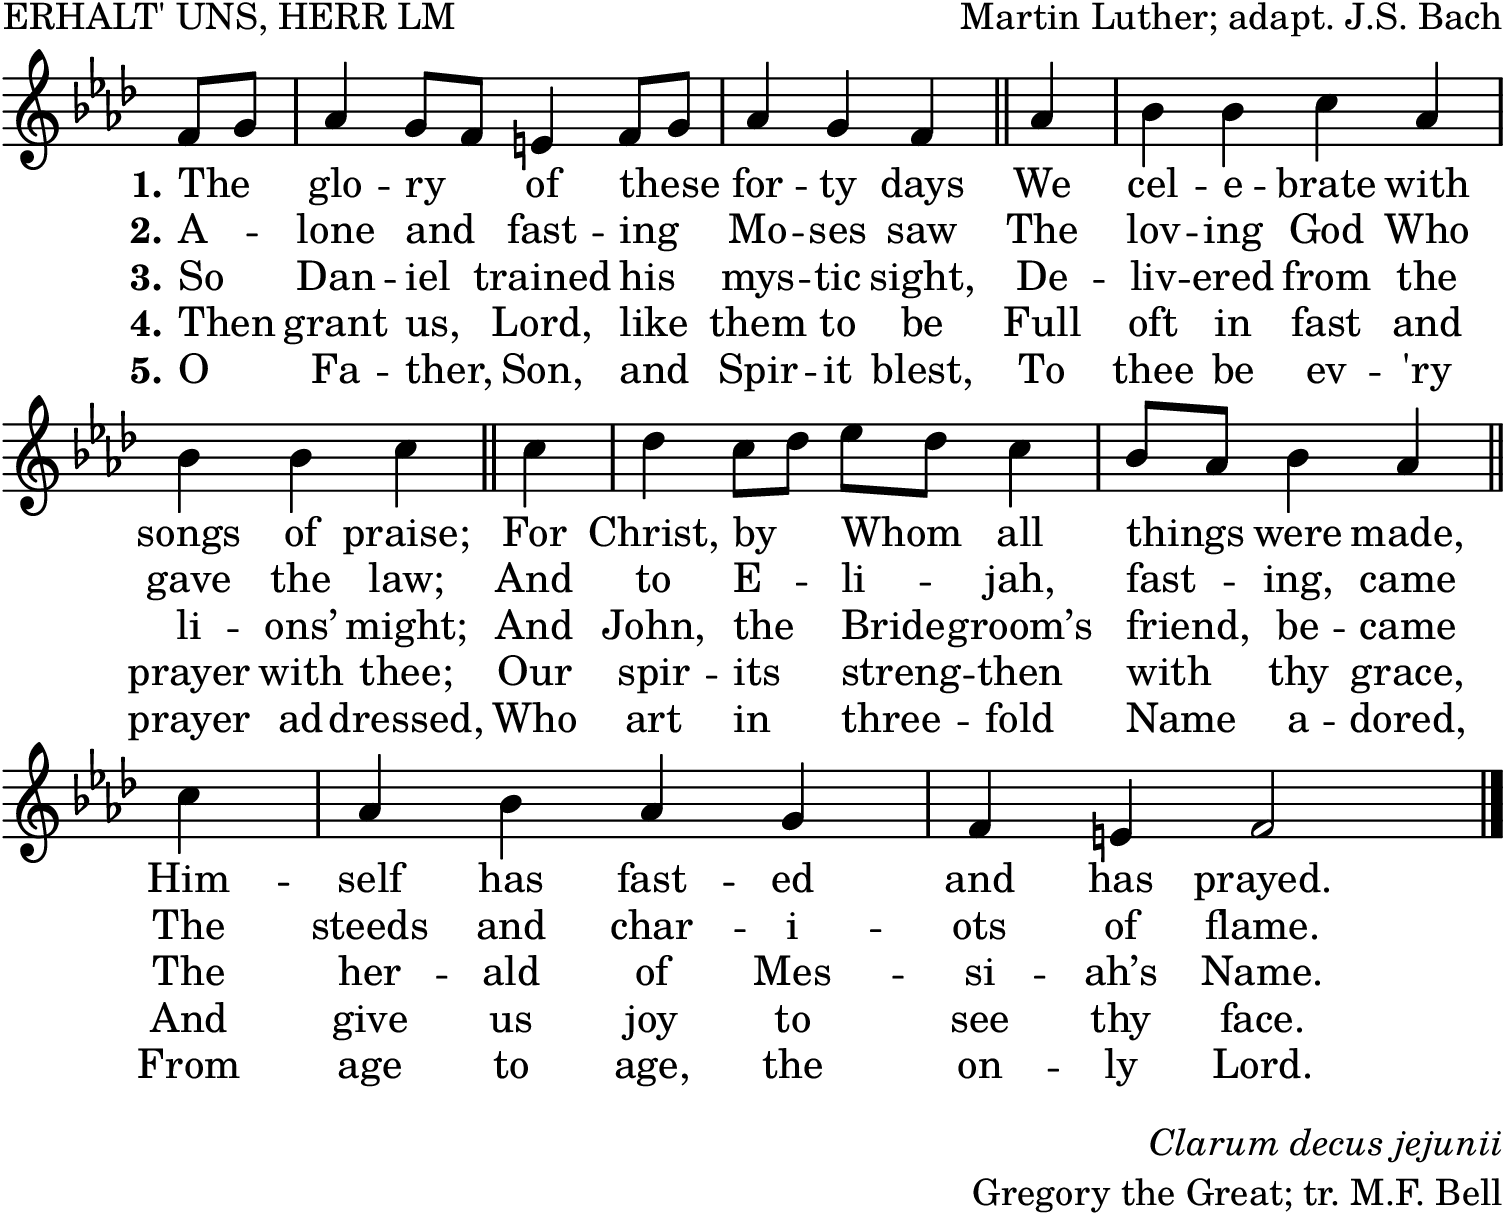 ERHALT' UNS, HERR LM Martin Luther; adapt. J.S. Bach
1. The glo - ry of these for - ty days We cel - e - brate with
2. A - lone and fast - ing Mo - ses saw The lov - ing God Who
3. So Dan - iel trained his mys - tic sight, De - liv - ered from the
4. Then grant us, Lord, like them to be Full oft in fast and
5. O Fa - ther, Son, and Spir - it blest, To thee be ev - 'ry
songs of praise; For Christ, by Whom all things were made,
gave the law; And to E - li - jah, fast - ing, came
li - ons’ might; And John, the Bridegroom’s friend, be - came
prayer with thee; Our spir - its streng - then with thy grace,
prayer ad - dressed, Who art in three - fold Name a - dored,
Him - self has fast - ed and has prayed.
The steeds and char - i - ots of flame.
The her - ald of Mes - si - ah’s Name.
And give us joy to see thy face.
From age to age, the on - ly Lord.
Clarum decus jejunii
Gregory the Great; tr. M.F. Bell